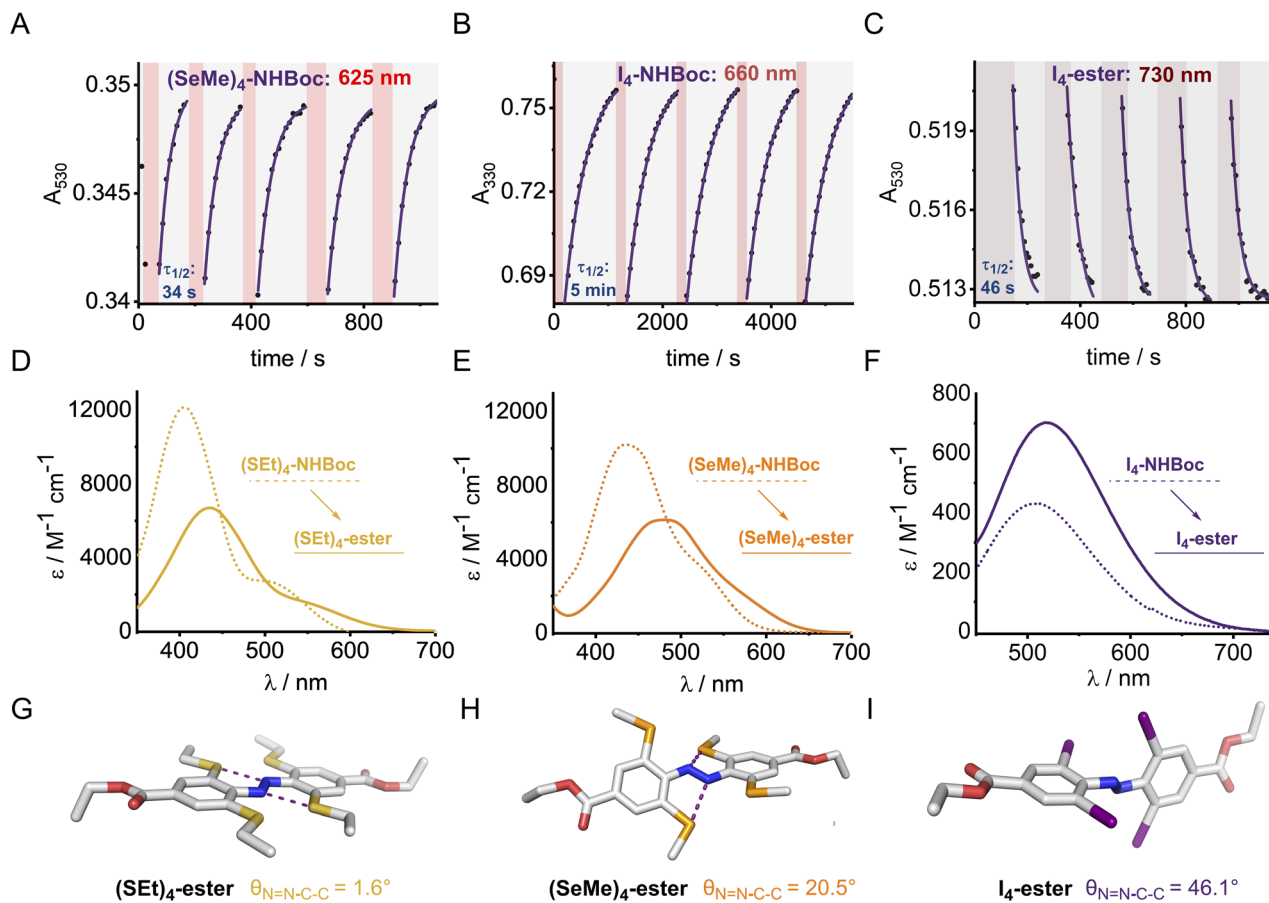 A
B
C
(SeMe)₄-NHBoc: 625 nm
0.35
0.345
0.34
A₅₃₀
τ₁/₂:
34 s
0
400
800
time / s
I₄-NHBoc: 660 nm
0.75
0.72
0.69
A₃₃₀
τ₁/₂:
5 min
0
2000
4000
time / s
I₄-ester: 730 nm
0.519
0.516
0.513
A₅₃₀
τ₁/₂:
46 s
0
400
800
time / s
D
E
F
12000
8000
4000
0
ε / M⁻¹ cm⁻¹
(SEt)₄-NHBoc
(SEt)₄-ester
400
500
600
700
λ / nm
12000
8000
4000
0
ε / M⁻¹ cm⁻¹
(SeMe)₄-NHBoc
(SeMe)₄-ester
400
500
600
700
λ / nm
800
600
400
200
0
ε / M⁻¹ cm⁻¹
I₄-NHBoc
I₄-ester
500
600
700
λ / nm
G
H
I
(SEt)₄-ester θN=N-C-C = 1.6°
(SeMe)₄-ester θN=N-C-C = 20.5°
I₄-ester θN=N-C-C = 46.1°